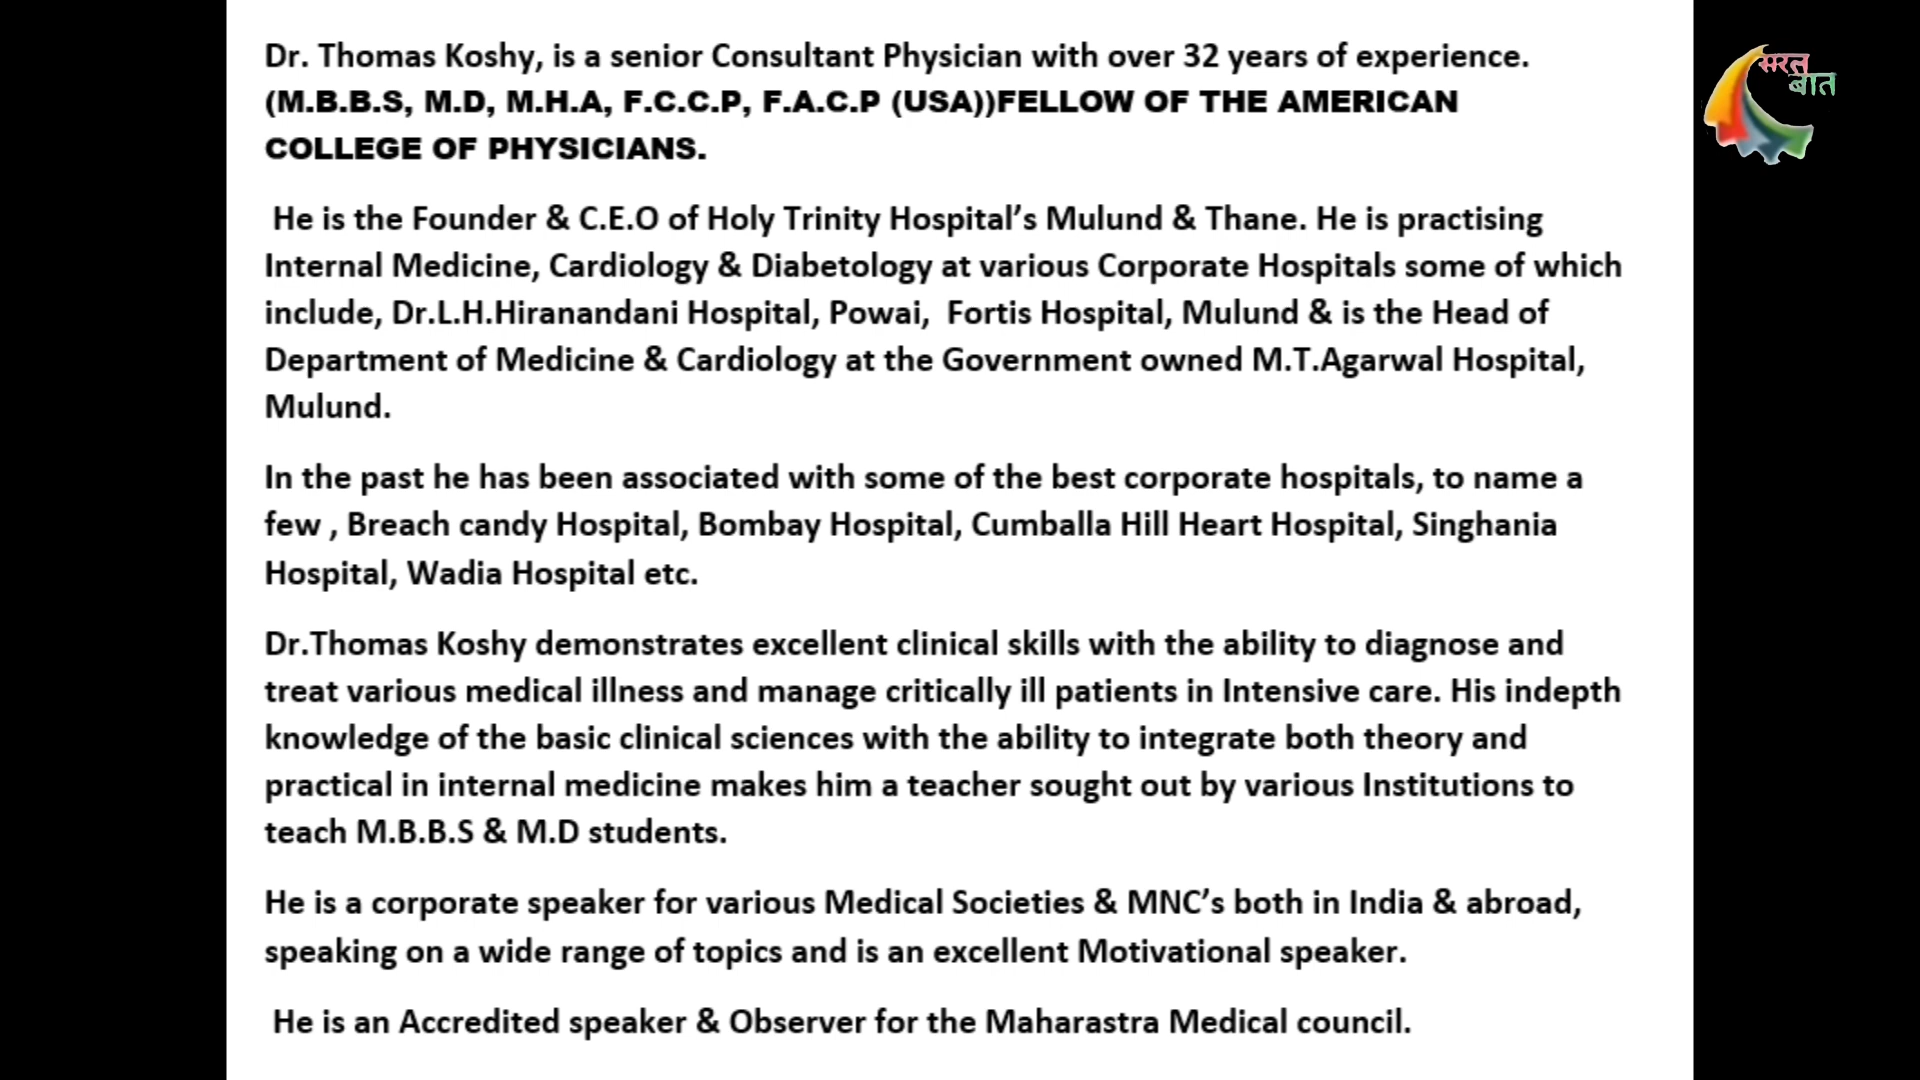 Dr. Thomas Koshy, is a senior Consultant Physician with over 32 years of experience.
(M.B.B.S, M.D, M.H.A, F.C.C.P, F.A.C.P (USA))FELLOW OF THE AMERICAN
COLLEGE OF PHYSICIANS.
He is the Founder & C.E.O of Holy Trinity Hospital’s Mulund & Thane. He is practising
Internal Medicine, Cardiology & Diabetology at various Corporate Hospitals some of which
include, Dr.L.H.Hiranandani Hospital, Powai, Fortis Hospital, Mulund & is the Head of
Department of Medicine & Cardiology at the Government owned M.T.Agarwal Hospital,
Mulund.
In the past he has been associated with some of the best corporate hospitals, to name a
few , Breach candy Hospital, Bombay Hospital, Cumballa Hill Heart Hospital, Singhania
Hospital, Wadia Hospital etc.
Dr.Thomas Koshy demonstrates excellent clinical skills with the ability to diagnose and
treat various medical illness and manage critically ill patients in Intensive care. His indepth
knowledge of the basic clinical sciences with the ability to integrate both theory and
practical in internal medicine makes him a teacher sought out by various Institutions to
teach M.B.B.S & M.D students.
He is a corporate speaker for various Medical Societies & MNC’s both in India & abroad,
speaking on a wide range of topics and is an excellent Motivational speaker.
He is an Accredited speaker & Observer for the Maharastra Medical council.
सरल
बात